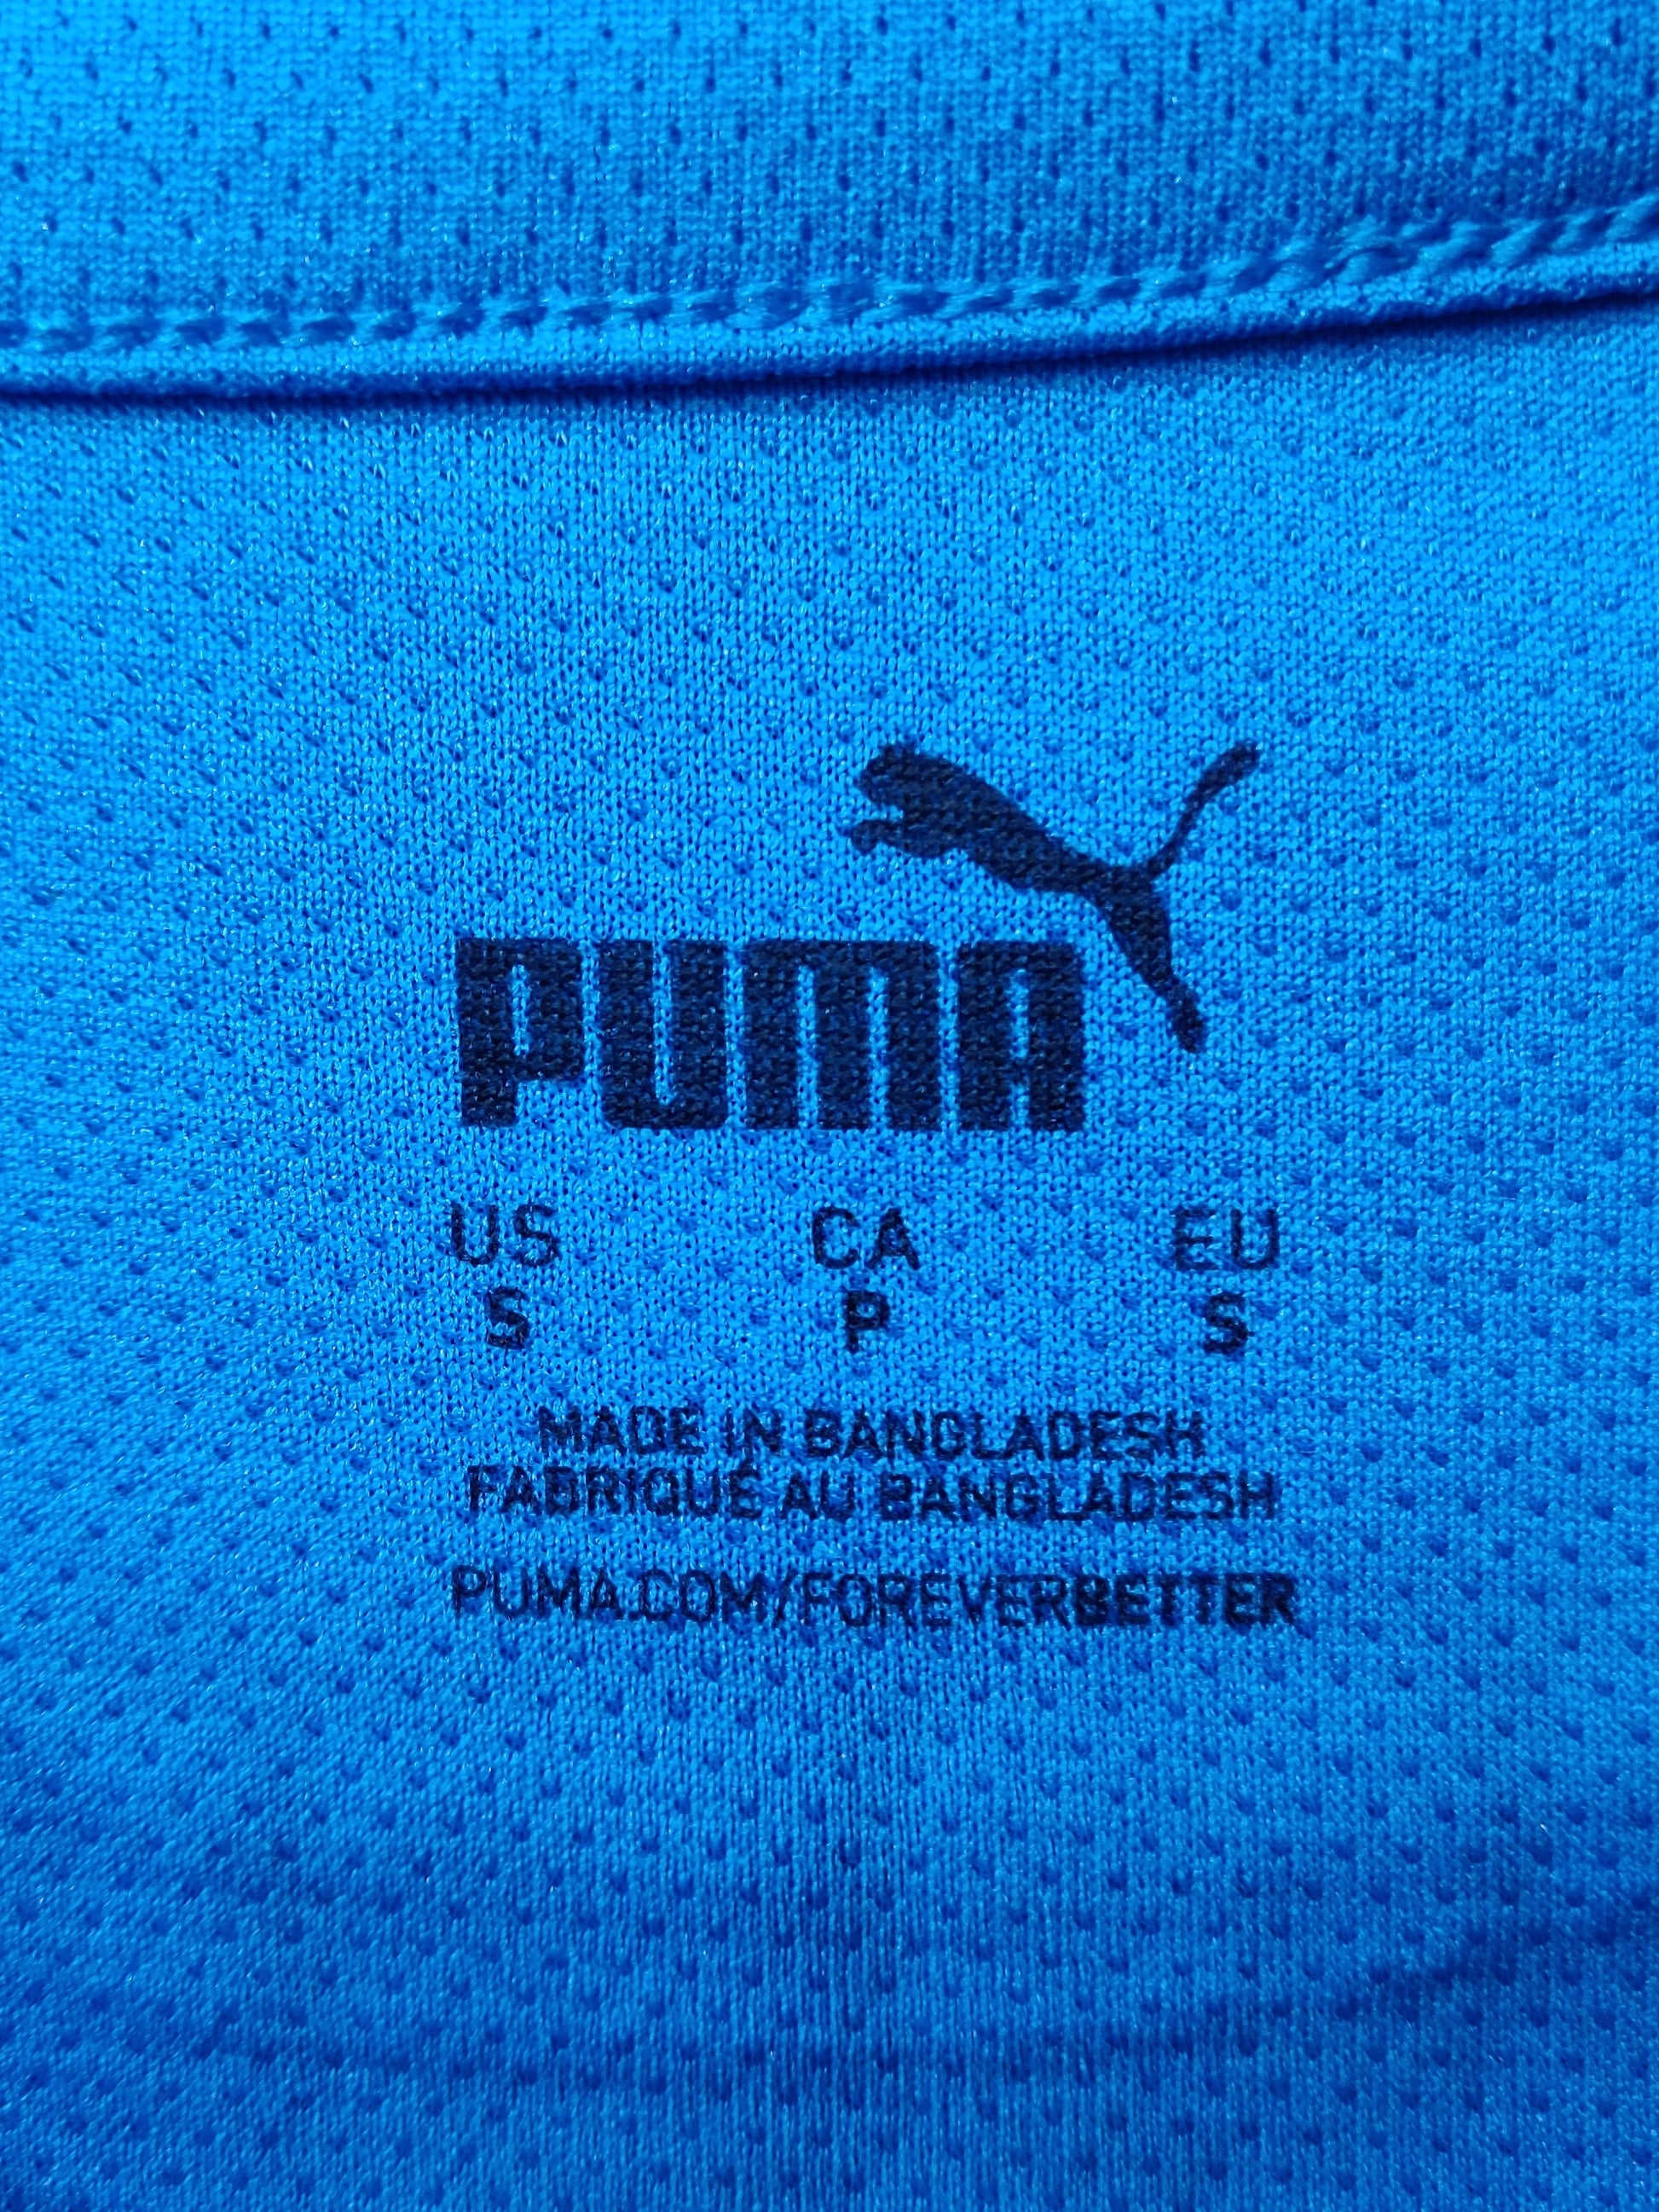 PUMA
US CA EU
S P S
MADE IN BANGLADESH
FABRIQUÉ AU BANGLADESH
PUMA.COM/FOREVERBETTER